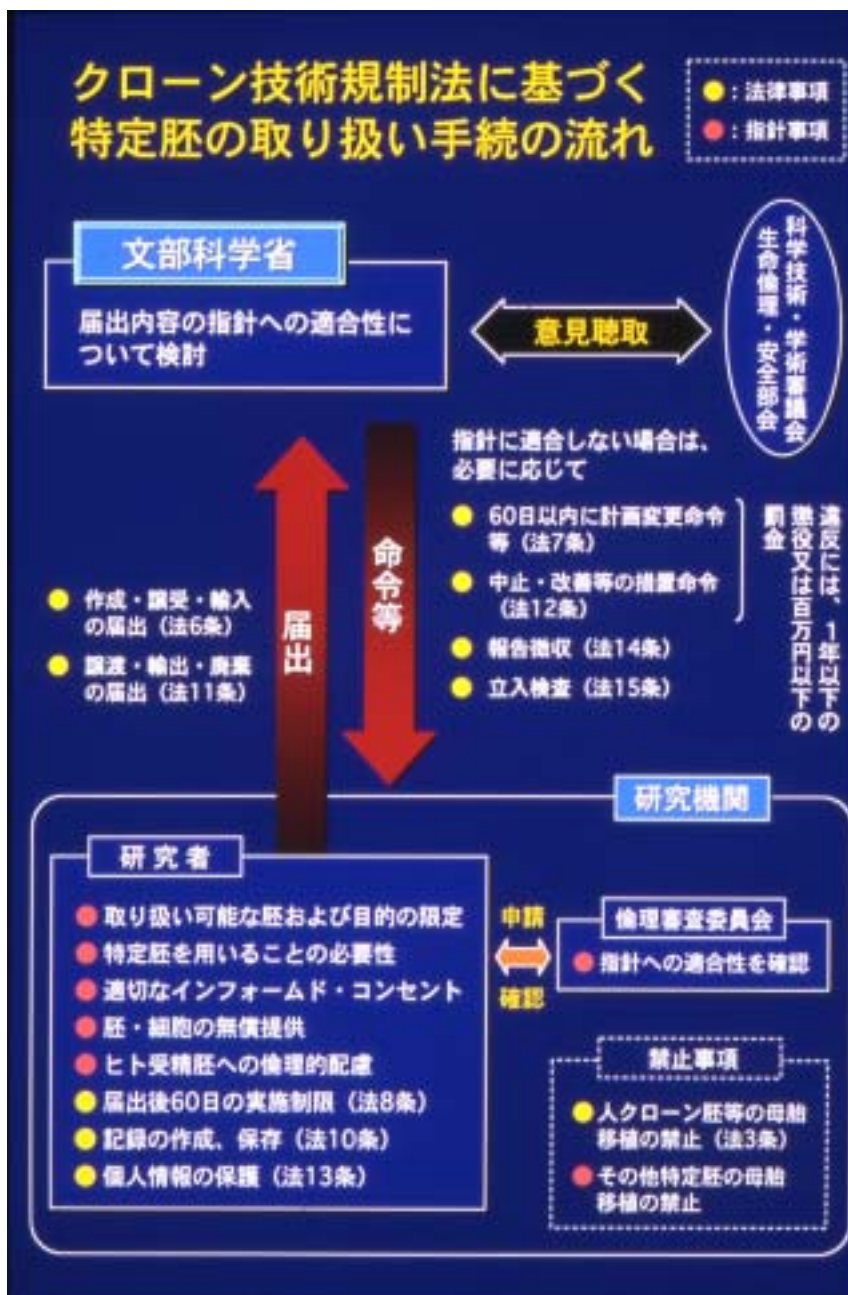 クローン技術規制法に基づく
特定胚の取り扱い手続の流れ
●:法律事項
●:指針事項
文部科学省
届出内容の指針への適合性に
ついて検討
意見聴取
科学技術・学術審議会
生命倫理・安全部会
指針に適合しない場合は、
必要に応じて
● 60日以内に計画変更命令
等(法7条)
● 中止・改善等の措置命令
(法12条)
● 報告徴収(法14条)
● 立入検査(法15条)
違反には、1年以下の
懲役又は百万円以下の
罰金
命令等
届出
● 作成・譲受・輸入
の届出(法6条)
● 譲渡・輸出・廃棄
の届出(法11条)
研究機関
研究者
● 取り扱い可能な胚および目的の限定
● 特定胚を用いることの必要性
● 適切なインフォームド・コンセント
● 胚・細胞の無償提供
● ヒト受精胚への倫理的配慮
● 届出後60日の実施制限(法8条)
● 記録の作成、保存(法10条)
● 個人情報の保護(法13条)
申請
確認
倫理審査委員会
● 指針への適合性を確認
禁止事項
● 人クローン胚等の母胎
移植の禁止(法3条)
● その他特定胚の母胎
移植の禁止